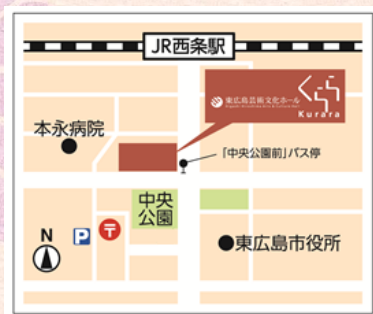 JR西条駅
東広島芸術文化ホール
くらら
Kurara
本永病院
「中央公園前」バス停
中央
公園
N
P
〒
東広島市役所